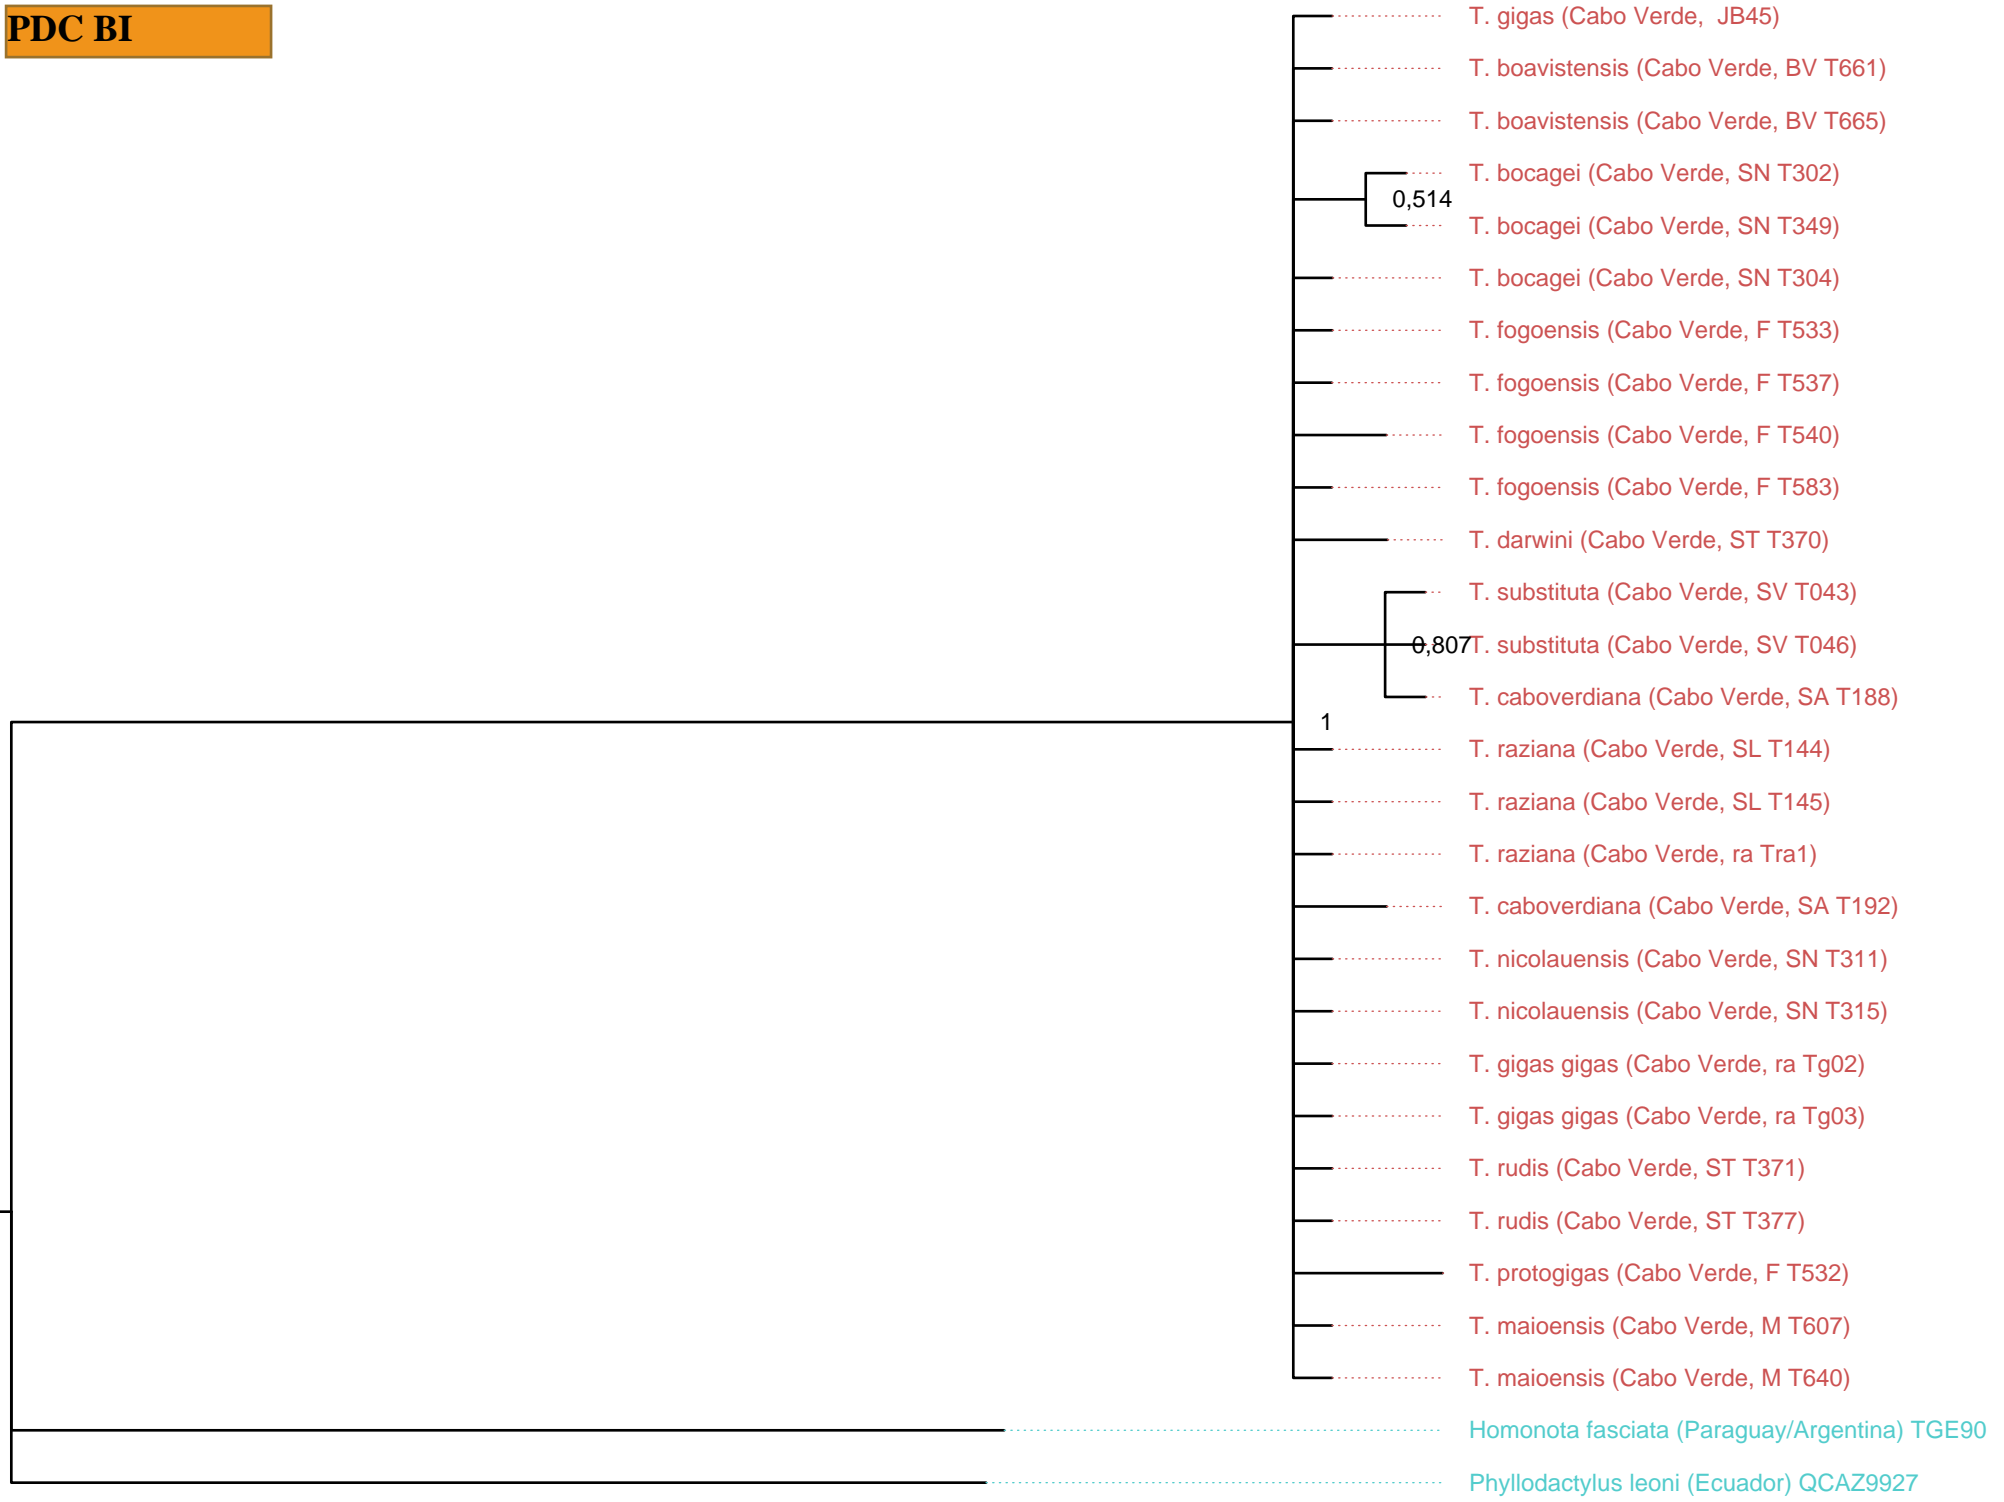 PDC BI
T. gigas (Cabo Verde,  JB45)
T. boavistensis (Cabo Verde, BV T661)
T. boavistensis (Cabo Verde, BV T665)
T. bocagei (Cabo Verde, SN T302)
0,514
T. bocagei (Cabo Verde, SN T349)
T. bocagei (Cabo Verde, SN T304)
T. fogoensis (Cabo Verde, F T533)
T. fogoensis (Cabo Verde, F T537)
T. fogoensis (Cabo Verde, F T540)
T. fogoensis (Cabo Verde, F T583)
T. darwini (Cabo Verde, ST T370)
T. substituta (Cabo Verde, SV T043)
0,807
T. substituta (Cabo Verde, SV T046)
T. caboverdiana (Cabo Verde, SA T188)
1
T. raziana (Cabo Verde, SL T144)
T. raziana (Cabo Verde, SL T145)
T. raziana (Cabo Verde, ra Tra1)
T. caboverdiana (Cabo Verde, SA T192)
T. nicolauensis (Cabo Verde, SN T311)
T. nicolauensis (Cabo Verde, SN T315)
T. gigas gigas (Cabo Verde, ra Tg02)
T. gigas gigas (Cabo Verde, ra Tg03)
T. rudis (Cabo Verde, ST T371)
T. rudis (Cabo Verde, ST T377)
T. protogigas (Cabo Verde, F T532)
T. maioensis (Cabo Verde, M T607)
T. maioensis (Cabo Verde, M T640)
Homonota fasciata (Paraguay/Argentina) TGE90
Phyllodactylus leoni (Ecuador) QCAZ9927